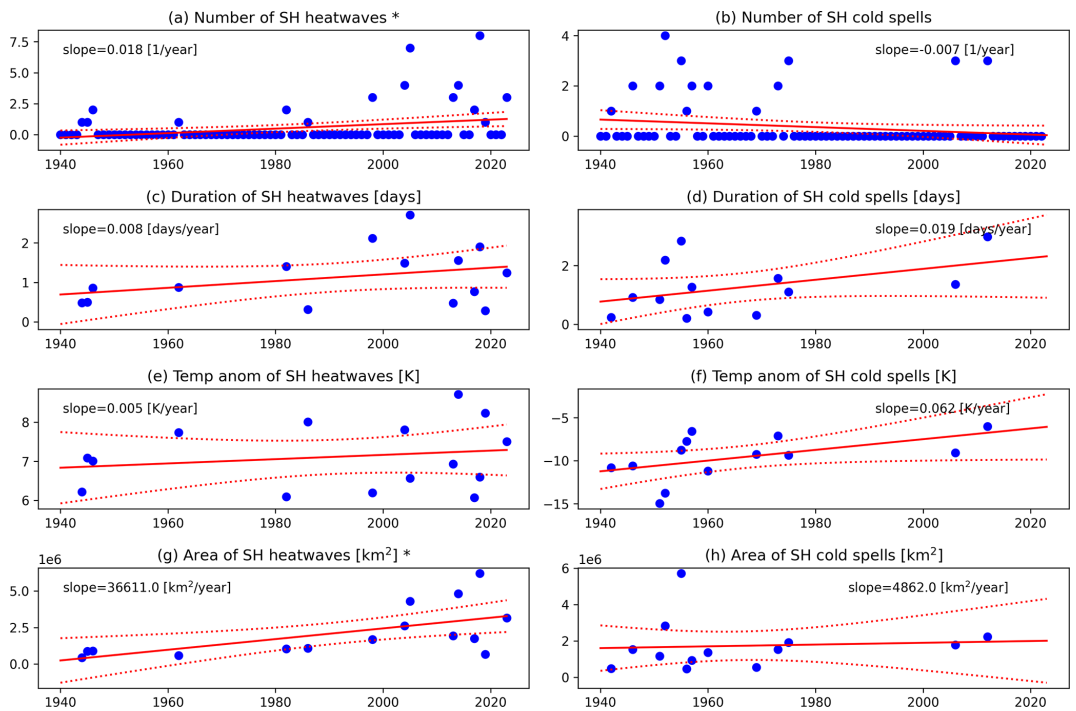 (a) Number of SH heatwaves *
slope=0.018 [1/year]
7.5
5.0
2.5
0.0
1940 1960 1980 2000 2020
(b) Number of SH cold spells
slope=-0.007 [1/year]
4
2
0
1940 1960 1980 2000 2020
(c) Duration of SH heatwaves [days]
slope=0.008 [days/year]
2
1
0
1940 1960 1980 2000 2020
(d) Duration of SH cold spells [days]
slope=0.019 [days/year]
2
0
1940 1960 1980 2000 2020
(e) Temp anom of SH heatwaves [K]
slope=0.005 [K/year]
8
7
6
1940 1960 1980 2000 2020
(f) Temp anom of SH cold spells [K]
slope=0.062 [K/year]
−5
−10
−15
1940 1960 1980 2000 2020
(g) Area of SH heatwaves [km²] *
1e6
slope=36611.0 [km²/year]
5.0
2.5
0.0
1940 1960 1980 2000 2020
(h) Area of SH cold spells [km²]
1e6
slope=4862.0 [km²/year]
6
4
2
0
1940 1960 1980 2000 2020